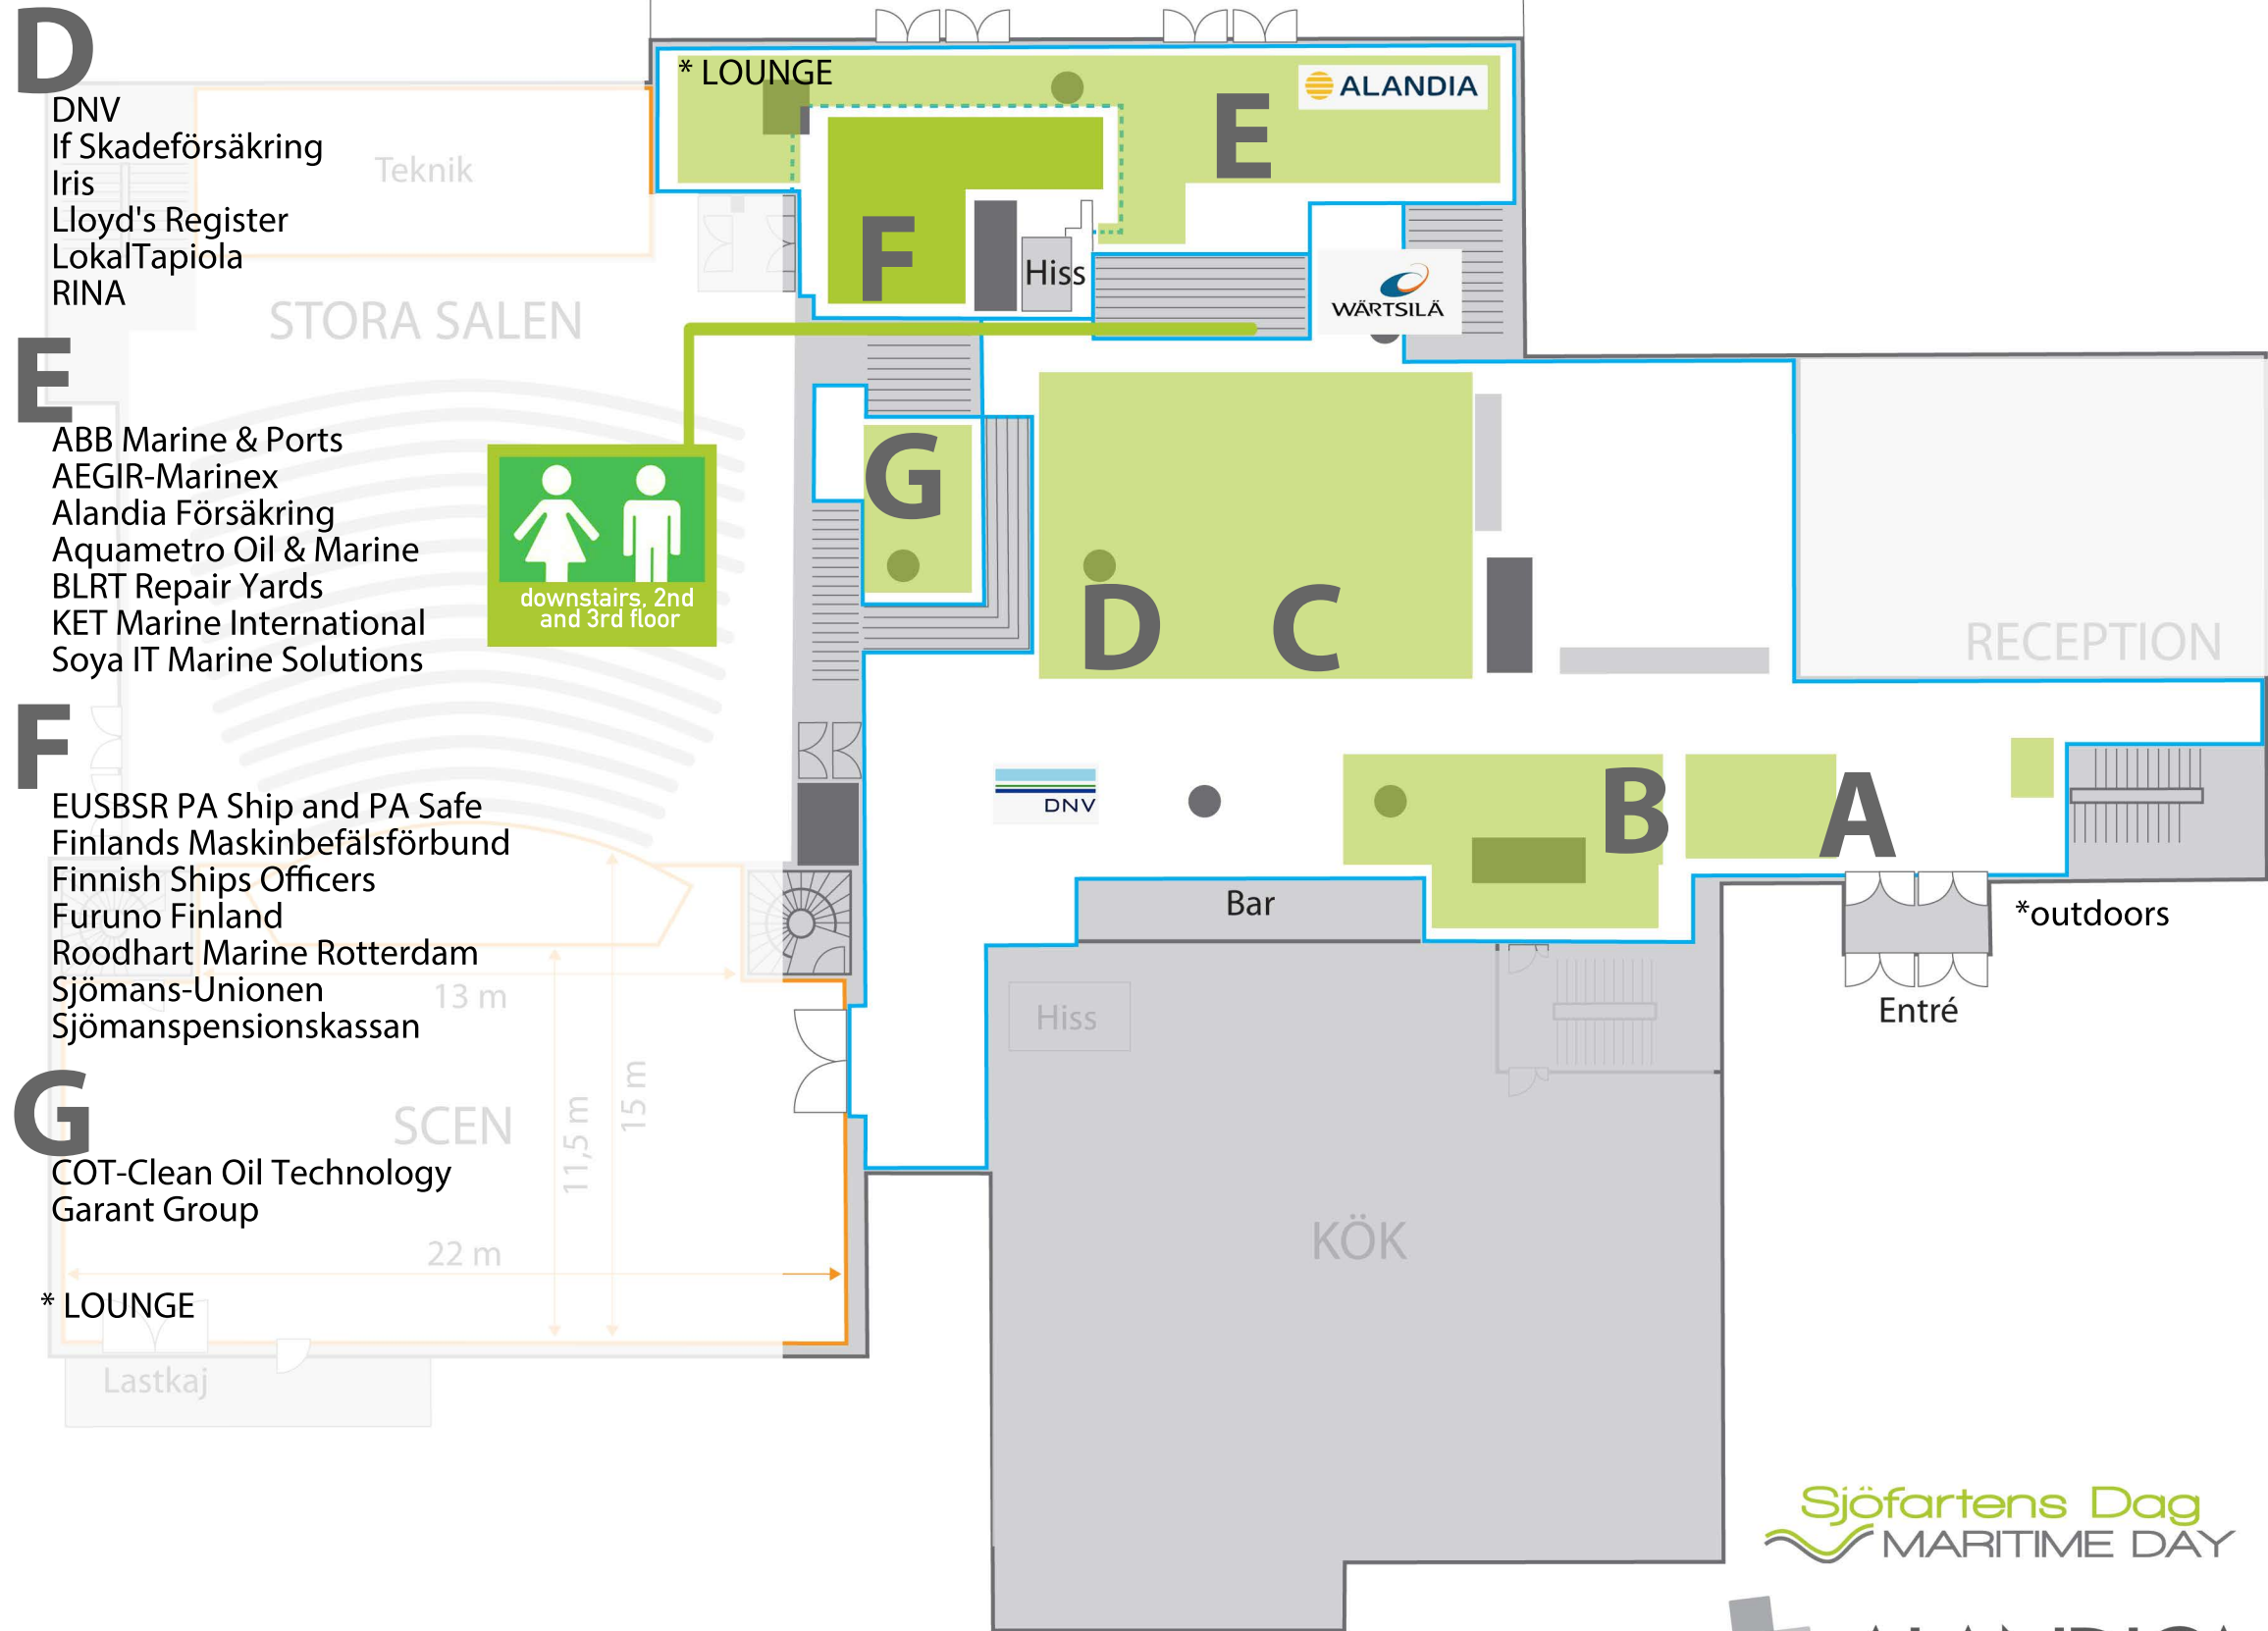 D
DNV
If Skadeförsäkring
Iris
Lloyd's Register
LokalTapiola
RINA
E
ABB Marine & Ports
AEGIR-Marinex
Alandia Försäkring
Aquametro Oil & Marine
BLRT Repair Yards
KET Marine International
Soya IT Marine Solutions
F
EUSBSR PA Ship and PA Safe
Finlands Maskinbefälsförbund
Finnish Ships Officers
Furuno Finland
Roodhart Marine Rotterdam
Sjömans-Unionen
Sjömanspensionskassan
G
COT-Clean Oil Technology
Garant Group
* LOUNGE
Lastkaj
Teknik
STORA SALEN
downstairs, 2nd
and 3rd floor
13 m
SCEN
11,5 m
15 m
22 m
* LOUNGE
ALANDIA
E
F
Hiss
WÄRTSILÄ
G
D
C
RECEPTION
DNV
B
A
Bar
*outdoors
Entré
Hiss
KÖK
Sjöfartens Dag
MARITIME DAY